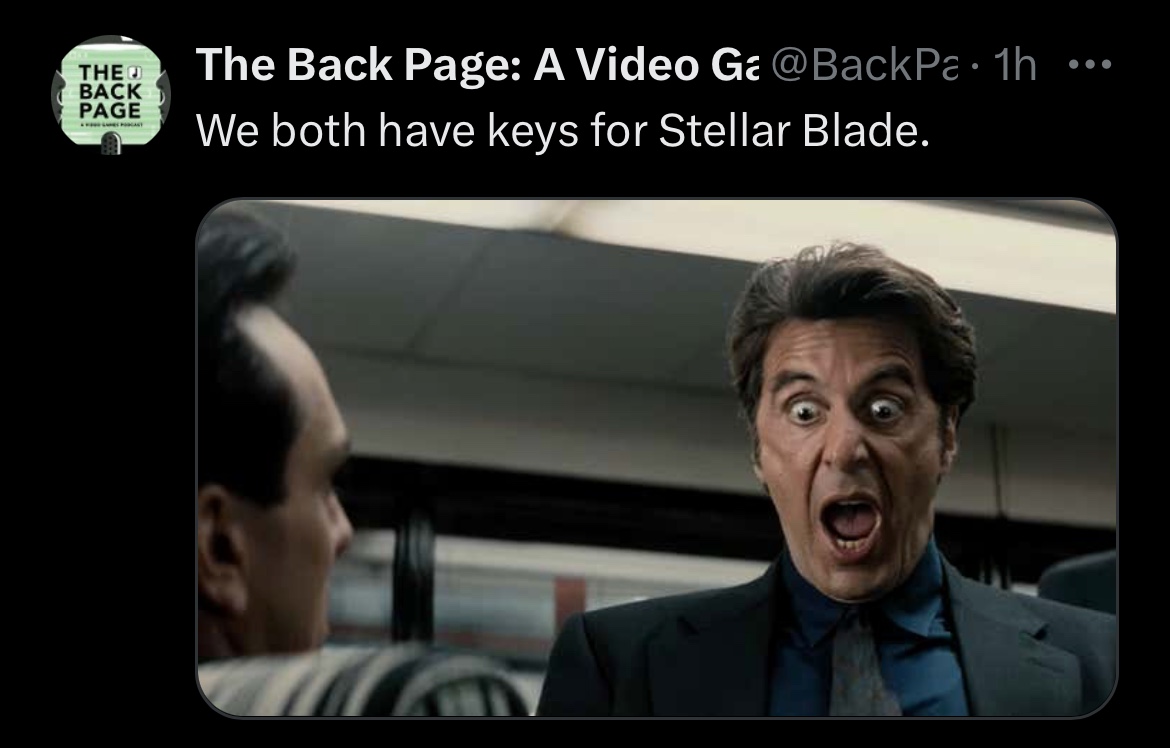 The Back Page: A Video Ga @BackPa · 1h
THE
BACK
PAGE
A VIDEO GAMES PODCAST
We both have keys for Stellar Blade.